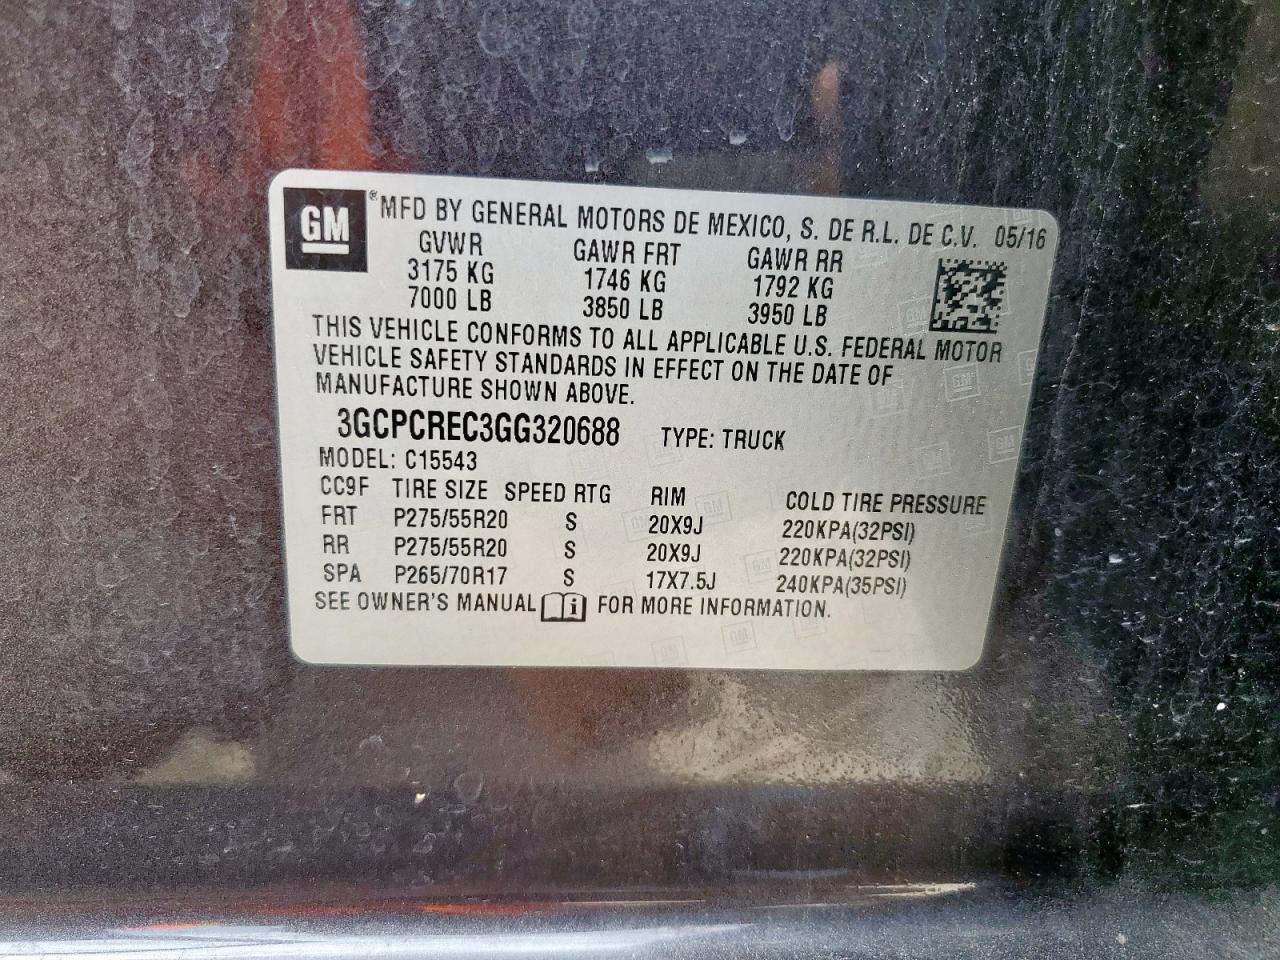 GM ® MFD BY GENERAL MOTORS DE MEXICO, S. DE R.L. DE C.V. 05/16
GVWR GAWR FRT GAWR RR
3175 KG 1746 KG 1792 KG
7000 LB 3850 LB 3950 LB
THIS VEHICLE CONFORMS TO ALL APPLICABLE U.S. FEDERAL MOTOR
VEHICLE SAFETY STANDARDS IN EFFECT ON THE DATE OF
MANUFACTURE SHOWN ABOVE.
3GCPCREC3GG320688 TYPE: TRUCK
MODEL: C15543
CC9F TIRE SIZE SPEED RTG RIM COLD TIRE PRESSURE
FRT P275/55R20 S 20X9J 220KPA(32PSI)
RR P275/55R20 S 20X9J 220KPA(32PSI)
SPA P265/70R17 S 17X7.5J 240KPA(35PSI)
SEE OWNER'S MANUAL i FOR MORE INFORMATION.